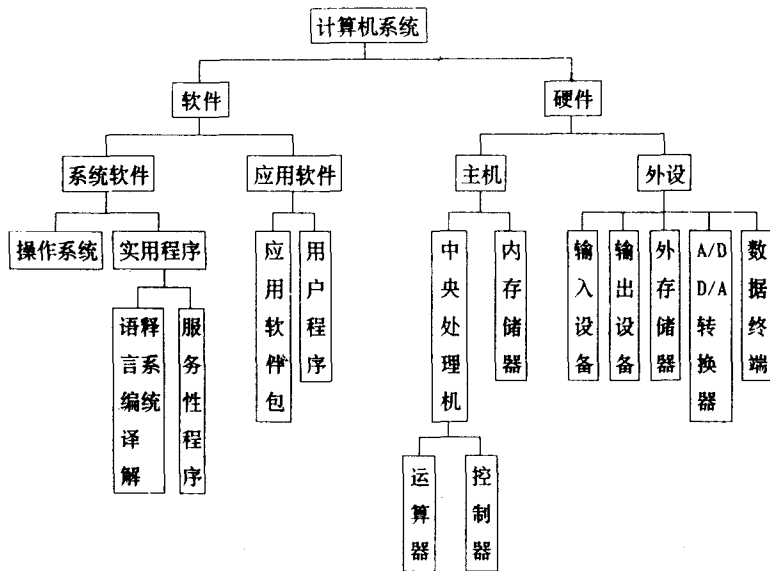 计算机系统
软件
硬件
系统软件
应用软件
主机
外设
操作系统
实用程序
应用软件包
用户程序
中央处理机
内存储器
输入设备
输出设备
外存储器
A/D
D/A
转换器
数据终端
语言编译解
释系统
服务性程序
运算器
控制器